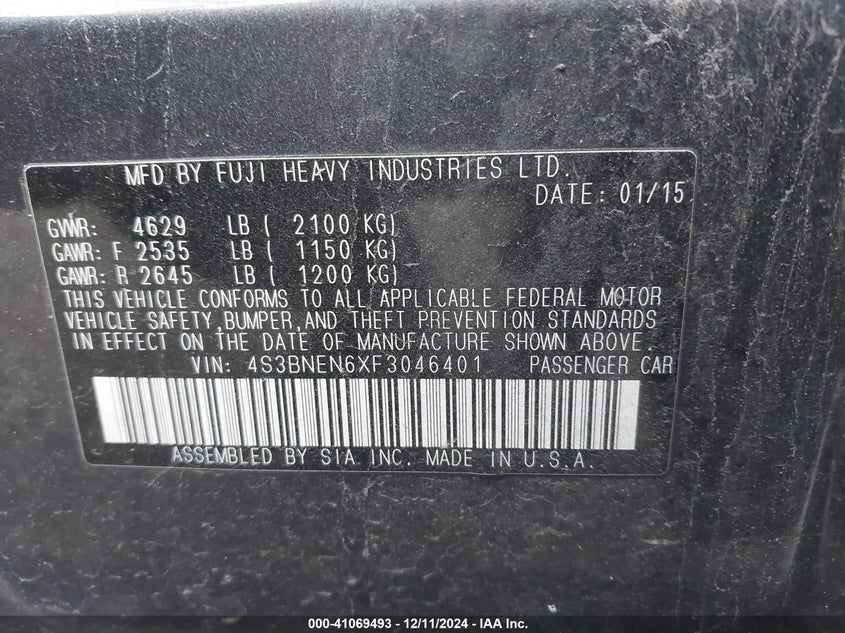 MFD BY FUJI HEAVY INDUSTRIES LTD.
DATE: 01/15
GVWR: 4629 LB ( 2100 KG)
GAWR: F 2535 LB ( 1150 KG)
GAWR: R 2645 LB ( 1200 KG)
THIS VEHICLE CONFORMS TO ALL APPLICABLE FEDERAL MOTOR
VEHICLE SAFETY,BUMPER,AND THEFT PREVENTION STANDARDS
IN EFFECT ON THE DATE OF MANUFACTURE SHOWN ABOVE.
VIN: 4S3BNEN6XF3046401 PASSENGER CAR
ASSEMBLED BY SIA INC. MADE IN U.S.A.
000-41069493 - 12/11/2024 - IAA Inc.